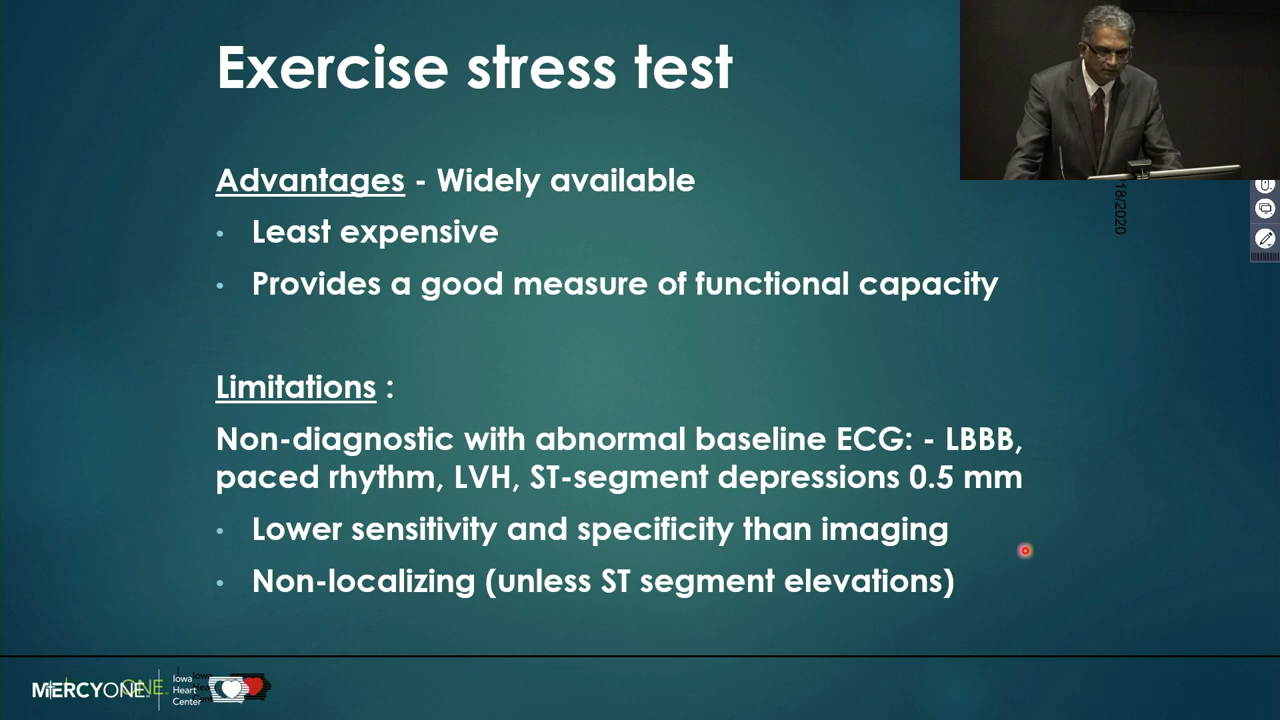 Exercise stress test
Advantages - Widely available
• Least expensive
• Provides a good measure of functional capacity
18/2020
Limitations :
Non-diagnostic with abnormal baseline ECG: - LBBB,
paced rhythm, LVH, ST-segment depressions 0.5 mm
• Lower sensitivity and specificity than imaging
• Non-localizing (unless ST segment elevations)
MERCYONE
Iowa
Heart
Center